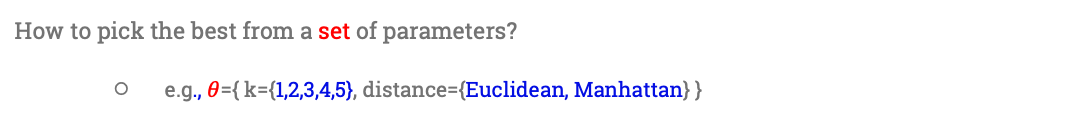 How to pick the best from a set of parameters?
○ e.g., θ={ k={1,2,3,4,5}, distance={Euclidean, Manhattan} }